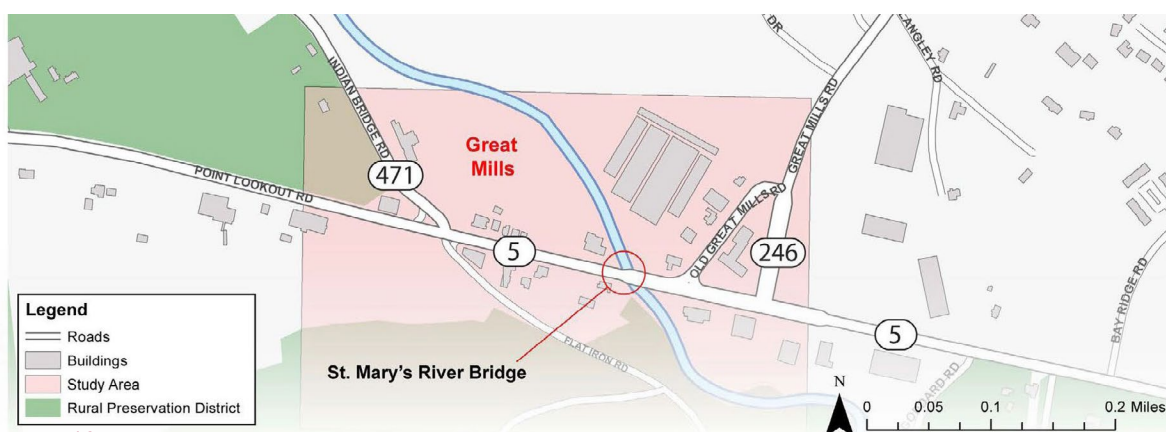 INDIAN BRIDGE RD
DR
LANGLEY RD
GREAT MILLS RD
Great
Mills
471
POINT LOOKOUT RD
OLD GREAT MILLS RD
5
246
BAY RIDGE RD
5
FLAT IRON RD
St. Mary's River Bridge
Legend
Roads
Buildings
Study Area
Rural Preservation District
N
0 0.05 0.1 0.2 Miles